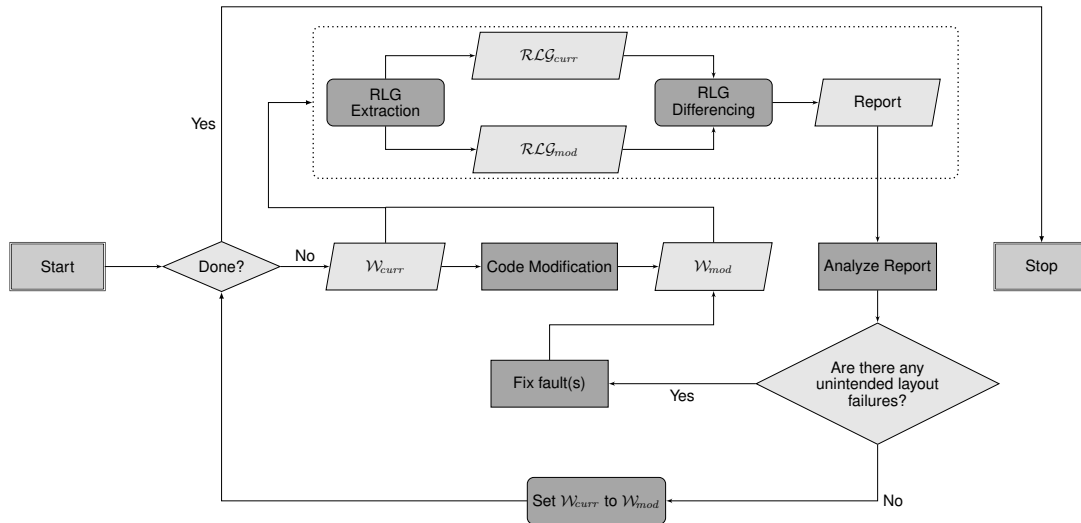 Yes
RLG
Extraction
𝓡𝓛𝓖curr
𝓡𝓛𝓖mod
RLG
Differencing
Report
Start
Done?
No
𝓦curr
Code Modification
𝓦mod
Analyze Report
Stop
Fix fault(s)
Yes
Are there any
unintended layout
failures?
No
Set 𝓦curr to 𝓦mod